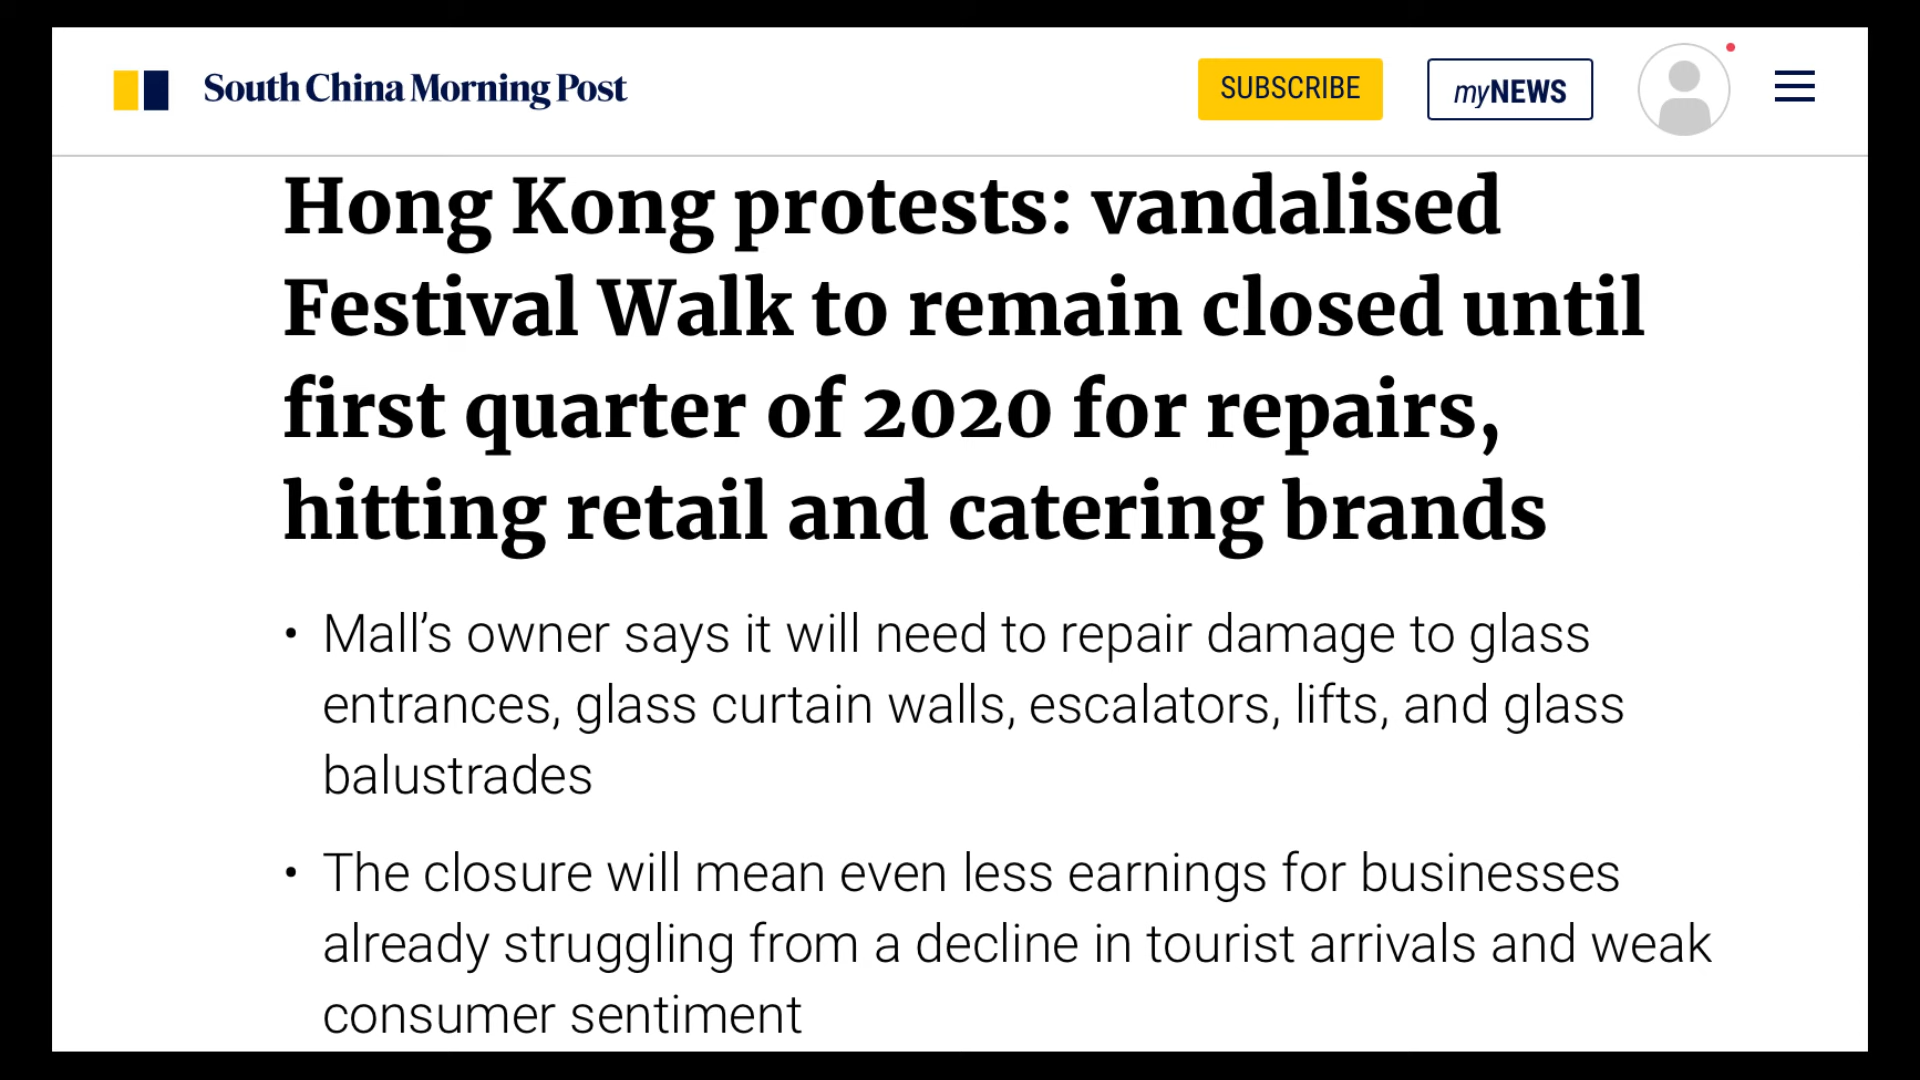 South China Morning Post
SUBSCRIBE
myNEWS
Hong Kong protests: vandalised
Festival Walk to remain closed until
first quarter of 2020 for repairs,
hitting retail and catering brands
• Mall’s owner says it will need to repair damage to glass
entrances, glass curtain walls, escalators, lifts, and glass
balustrades
• The closure will mean even less earnings for businesses
already struggling from a decline in tourist arrivals and weak
consumer sentiment